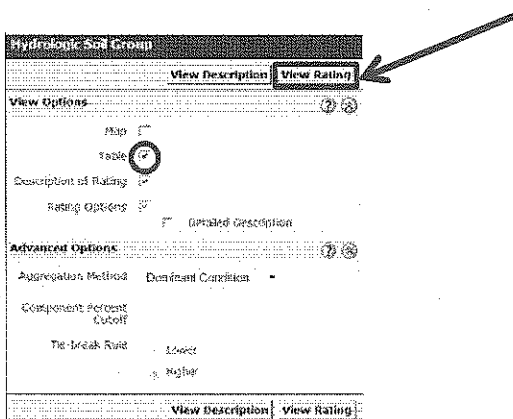 Hydrologic Soil Group
View Description View Rating
View Options
Map
Table
Description of Rating
Rating Options
Detailed Description
Advanced Options
Aggregation Method Dominant Condition
Component Percent
Cutoff
Tie-break Rule
Lower
Higher
View Description View Rating